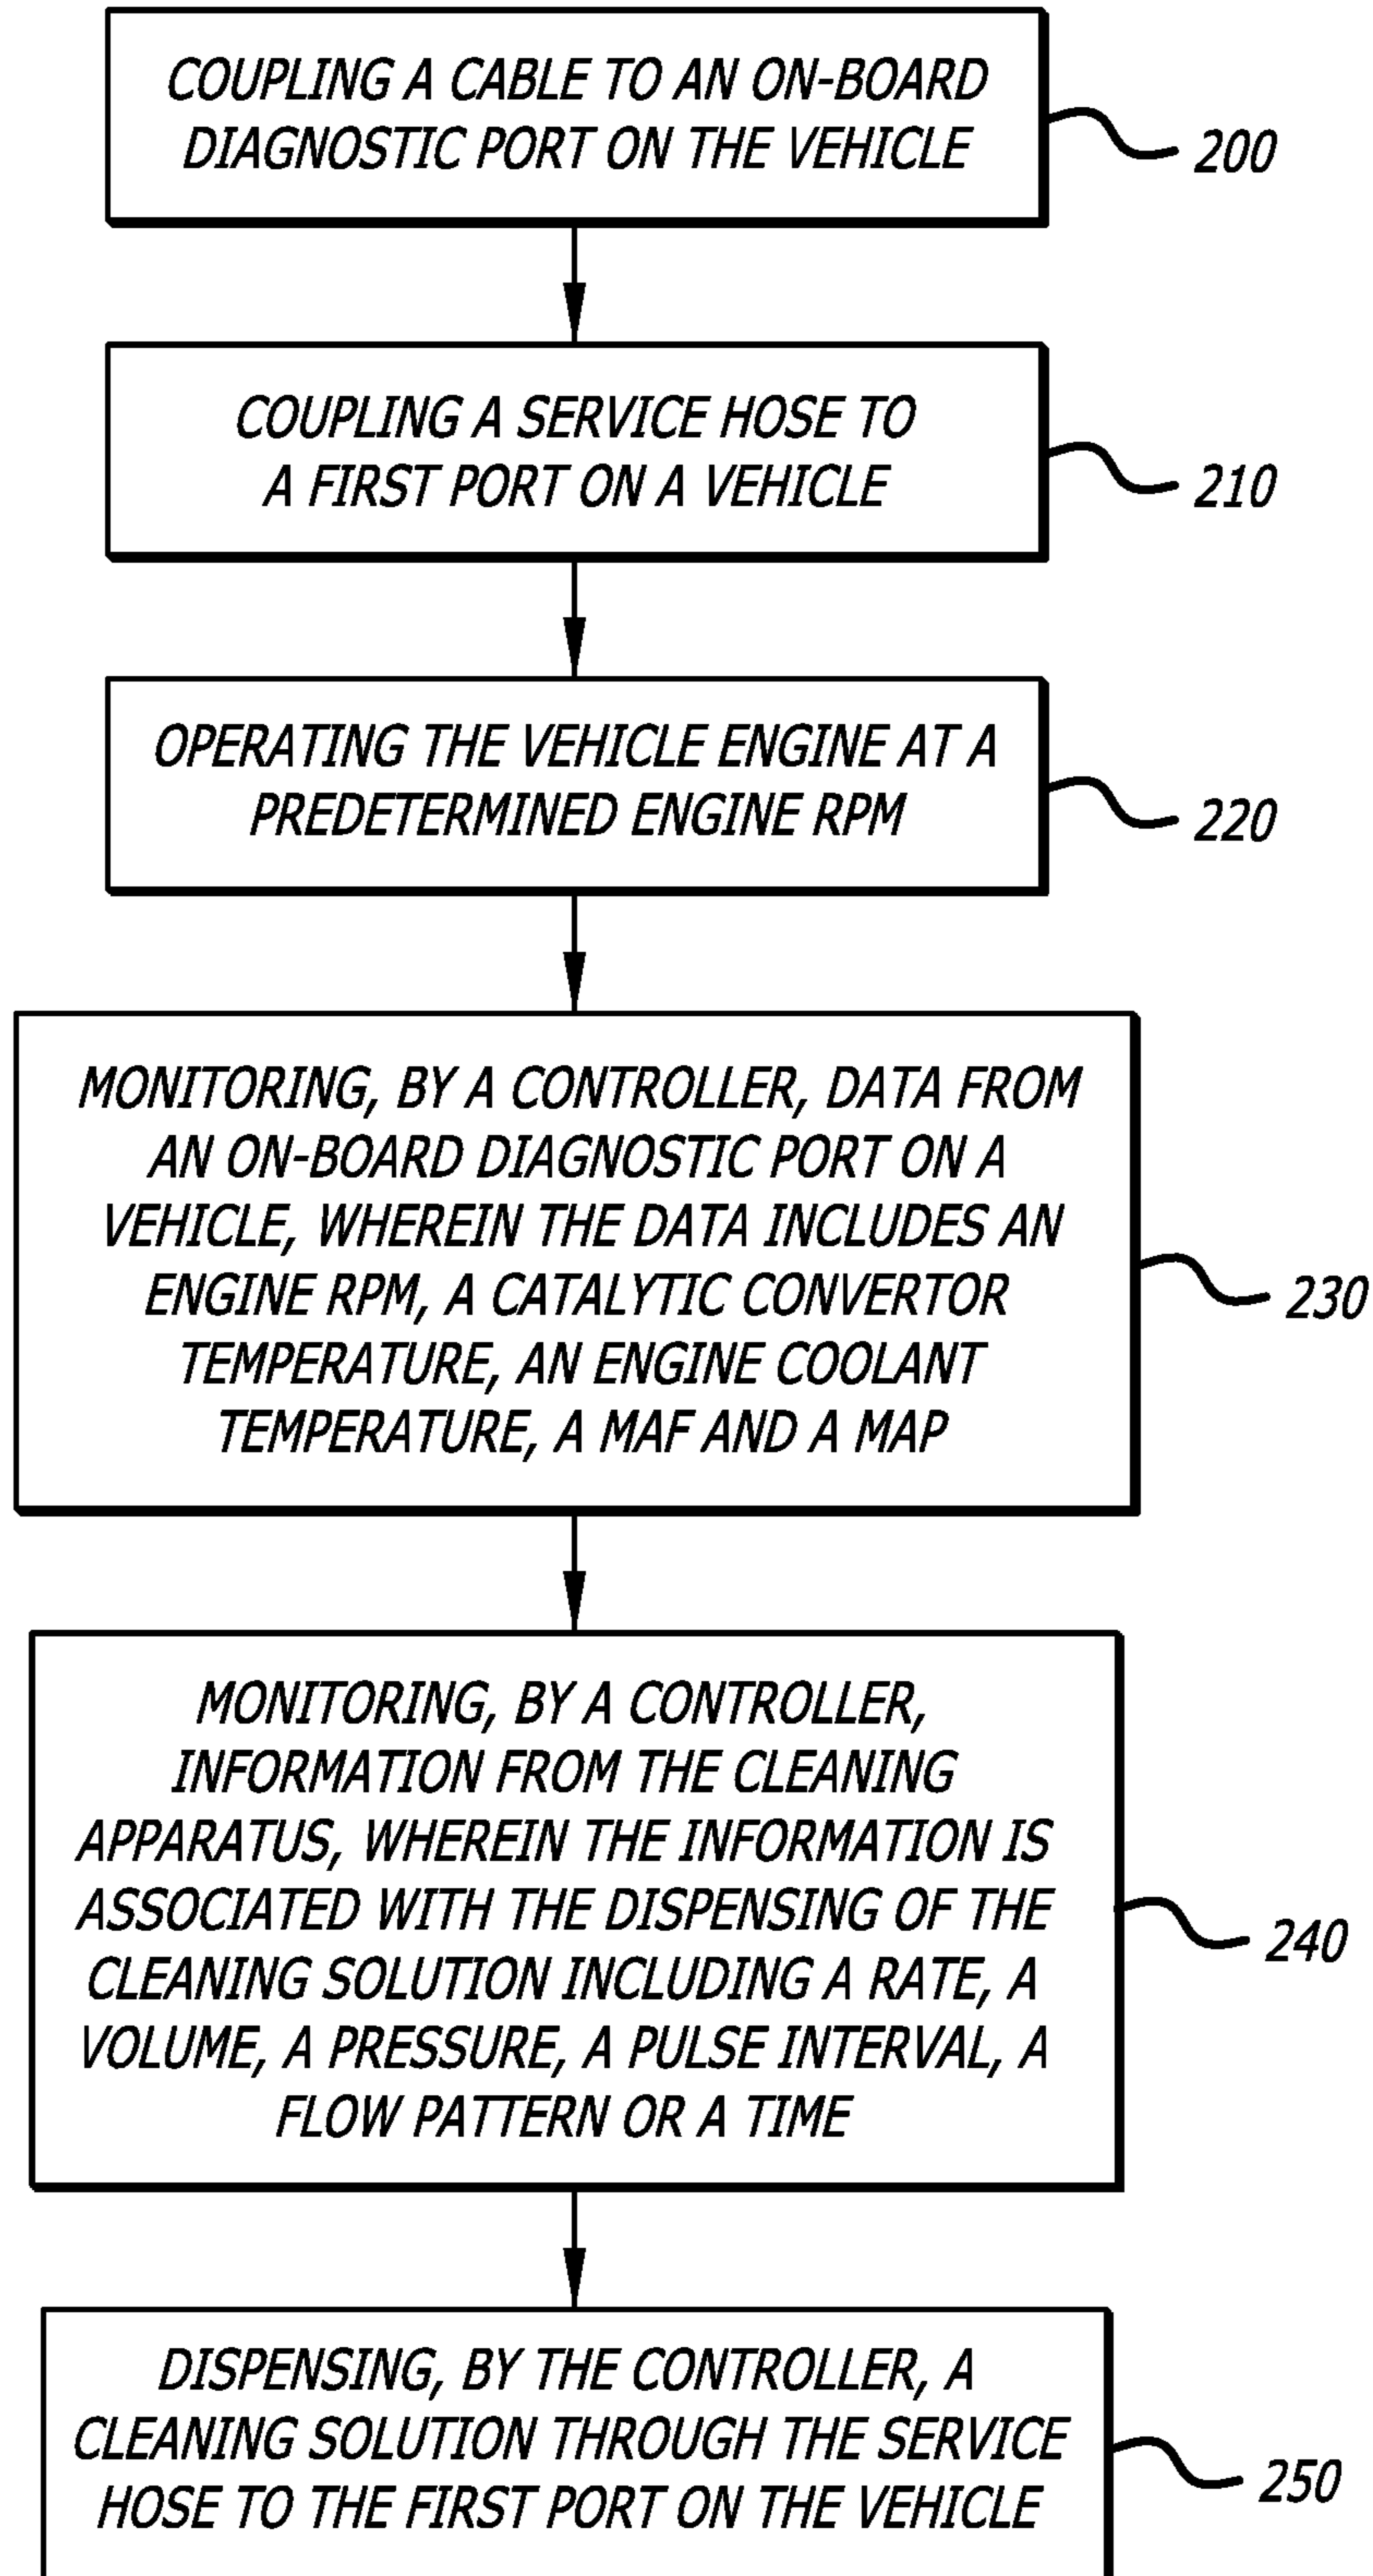 COUPLING A CABLE TO AN ON-BOARD
DIAGNOSTIC PORT ON THE VEHICLE
200
COUPLING A SERVICE HOSE TO
A FIRST PORT ON A VEHICLE
210
OPERATING THE VEHICLE ENGINE AT A
PREDETERMINED ENGINE RPM
220
MONITORING, BY A CONTROLLER, DATA FROM
AN ON-BOARD DIAGNOSTIC PORT ON A
VEHICLE, WHEREIN THE DATA INCLUDES AN
ENGINE RPM, A CATALYTIC CONVERTOR
TEMPERATURE, AN ENGINE COOLANT
TEMPERATURE, A MAF AND A MAP
230
MONITORING, BY A CONTROLLER,
INFORMATION FROM THE CLEANING
APPARATUS, WHEREIN THE INFORMATION IS
ASSOCIATED WITH THE DISPENSING OF THE
CLEANING SOLUTION INCLUDING A RATE, A
VOLUME, A PRESSURE, A PULSE INTERVAL, A
FLOW PATTERN OR A TIME
240
DISPENSING, BY THE CONTROLLER, A
CLEANING SOLUTION THROUGH THE SERVICE
HOSE TO THE FIRST PORT ON THE VEHICLE
250